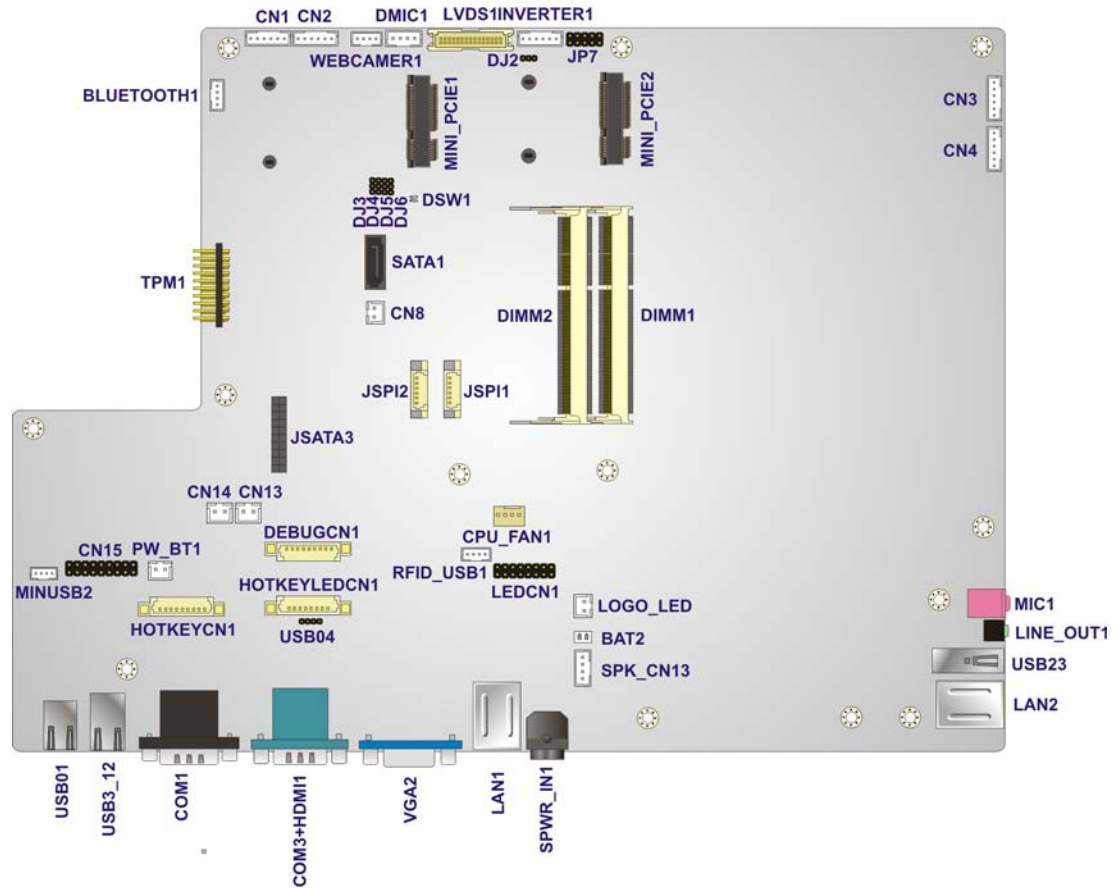 CN1 CN2 DMIC1 LVDS1INVERTER1
WEBCAMER1 DJ2 JP7
BLUETOOTH1
MINI_PCIE1
MINI_PCIE2
CN3
CN4
DJ3
DJ4
DJ5
DJ6
DSW1
SATA1
TPM1
CN8
DIMM2
DIMM1
JSPI2
JSPI1
JSATA3
CN14 CN13
DEBUGCN1
CPU_FAN1
CN15 PW_BT1
RFID_USB1
LEDCN1
MINUSB2
HOTKEYLEDCN1
HOTKEYCN1
USB04
LOGO_LED
BAT2
SPK_CN13
MIC1
LINE_OUT1
USB23
LAN2
USB01
USB3_12
COM1
COM3+HDMI1
VGA2
LAN1
SPWR_IN1